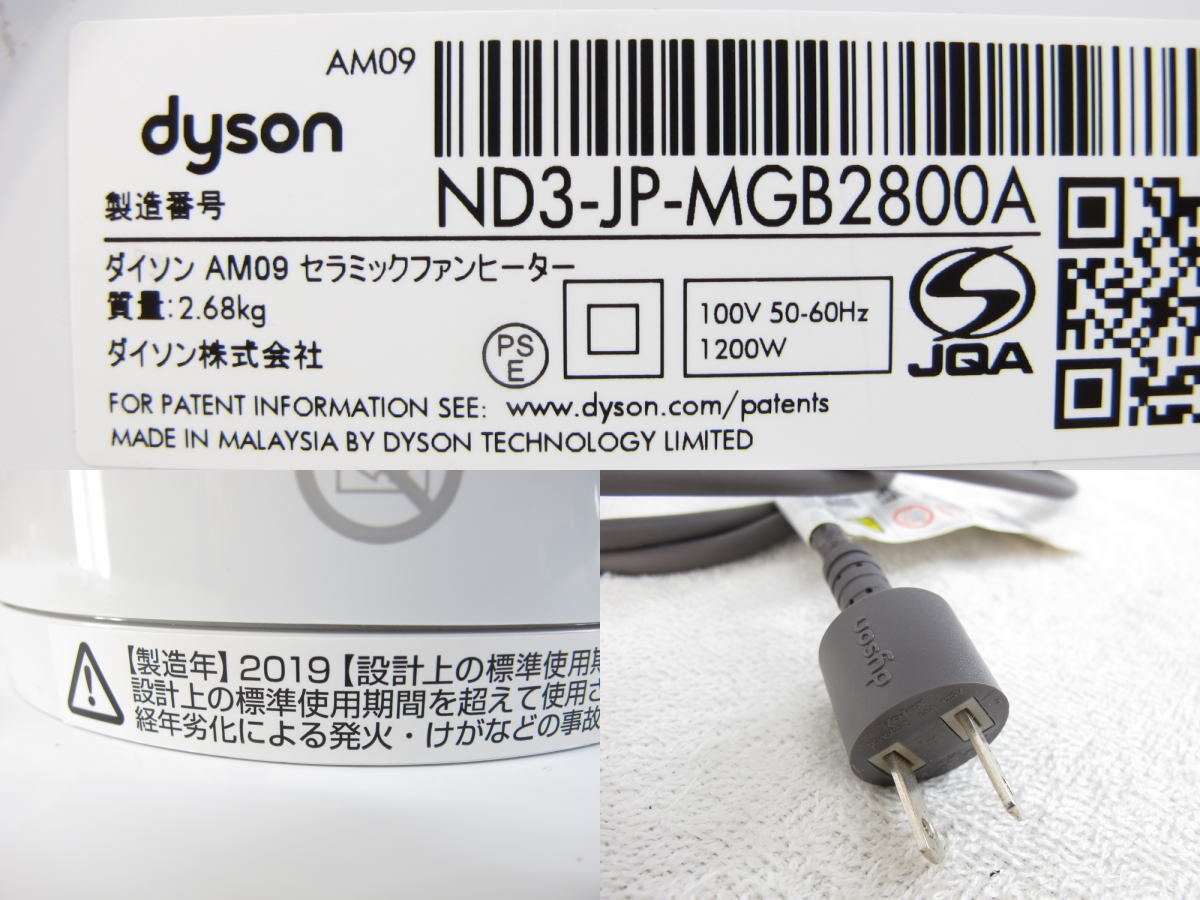 AM09
dyson
製造番号
ND3-JP-MGB2800A
ダイソン AM09 セラミックファンヒーター
質量:2.68kg
ダイソン株式会社
PS
E
100V 50-60Hz
1200W
JQA
FOR PATENT INFORMATION SEE: www.dyson.com/patents
MADE IN MALAYSIA BY DYSON TECHNOLOGY LIMITED
【製造年】2019【設計上の標準使用期
設計上の標準使用期間を超えて使用さ
経年劣化による発火・けがなどの事故
dyson